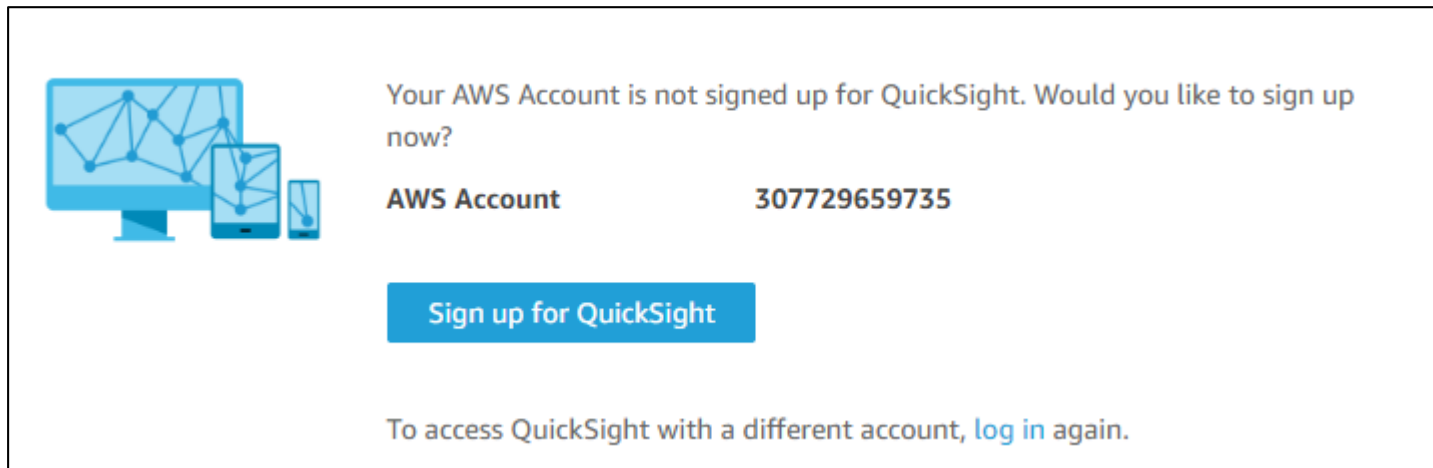 Your AWS Account is not signed up for QuickSight. Would you like to sign up
now?
AWS Account 307729659735
Sign up for QuickSight
To access QuickSight with a different account, log in again.